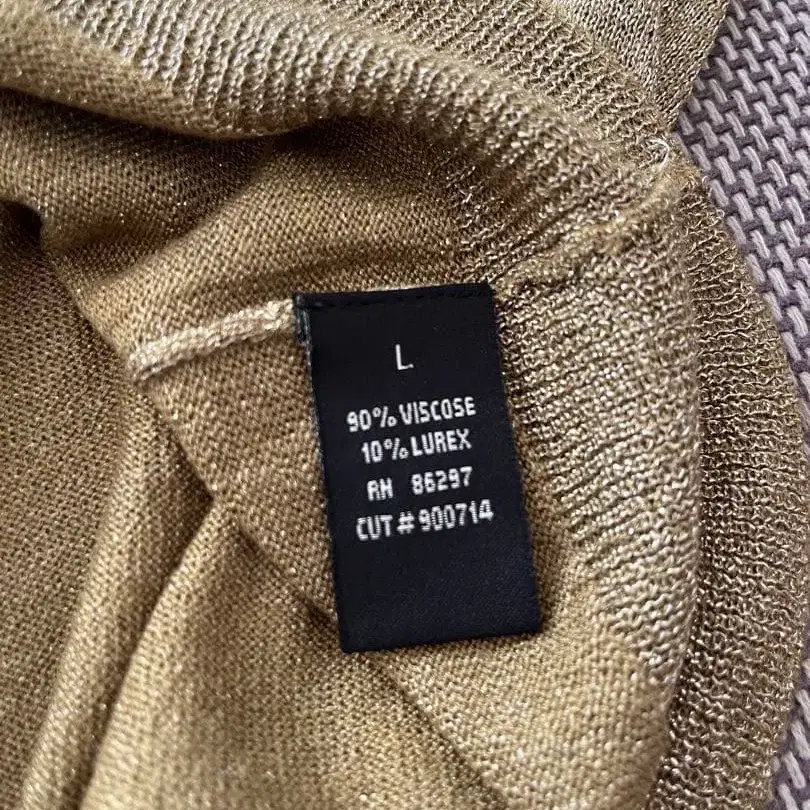 L
90% VISCOSE
10% LUREX
RN 86297
CUT # 900714